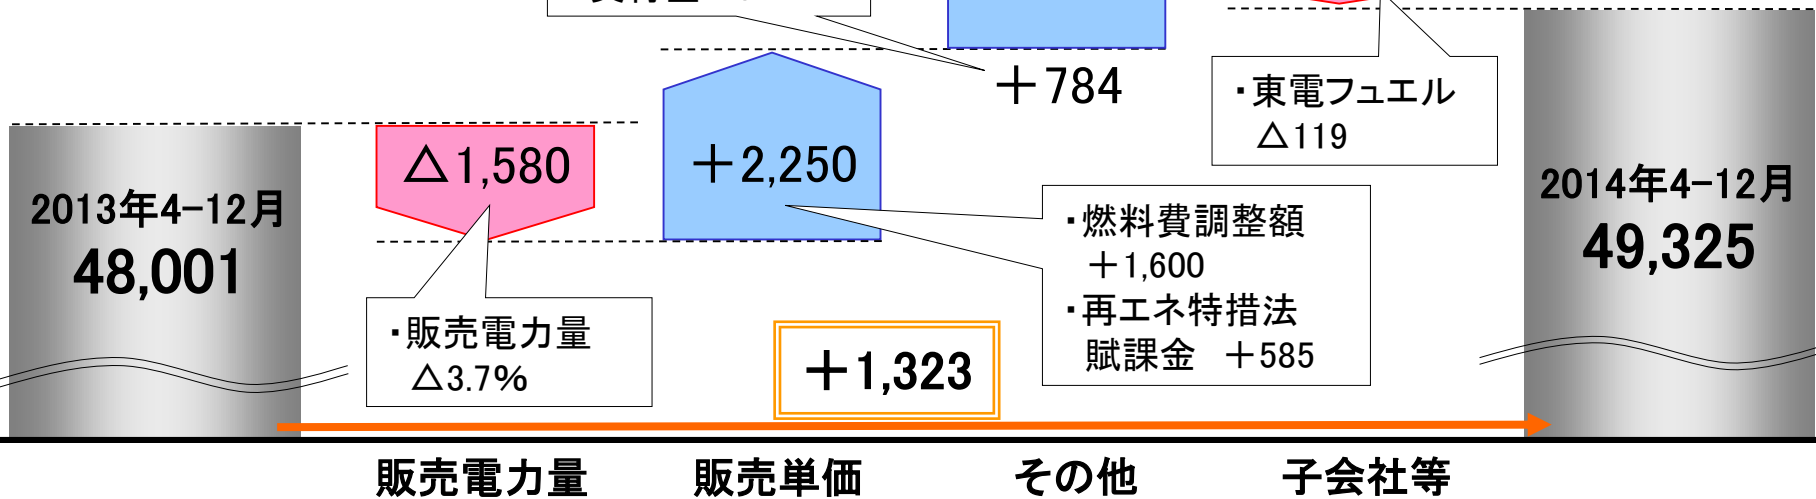 +784
・東電フュエル
△119
△1,580
+2,250
2013年4-12月
48,001
2014年4-12月
49,325
・燃料費調整額
+1,600
・再エネ特措法
賦課金 +585
・販売電力量
△3.7%
+1,323
販売電力量
販売単価
その他
子会社等